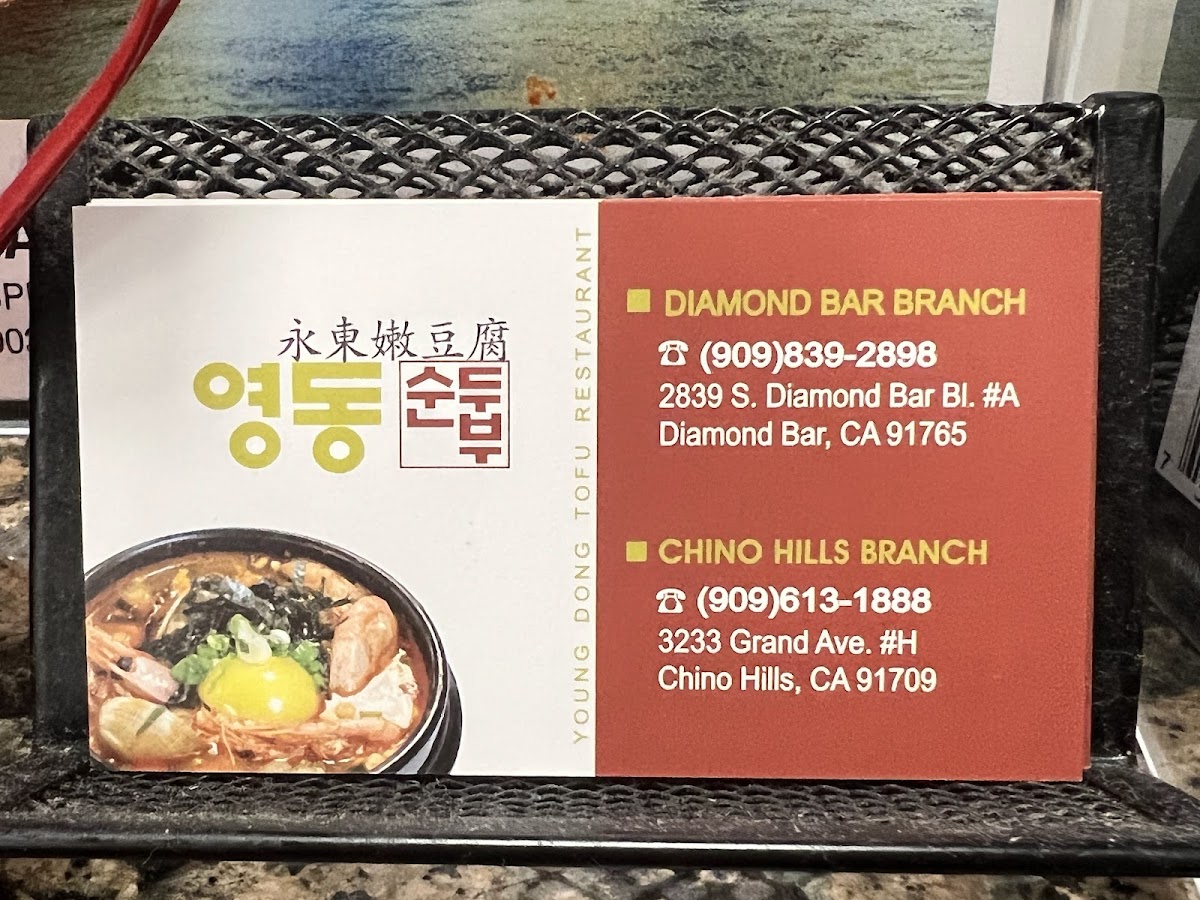 永東嫩豆腐
영동 순두부
YOUNG DONG TOFU RESTAURANT
DIAMOND BAR BRANCH
☎ (909)839-2898
2839 S. Diamond Bar Bl. #A
Diamond Bar, CA 91765
CHINO HILLS BRANCH
☎ (909)613-1888
3233 Grand Ave. #H
Chino Hills, CA 91709
7